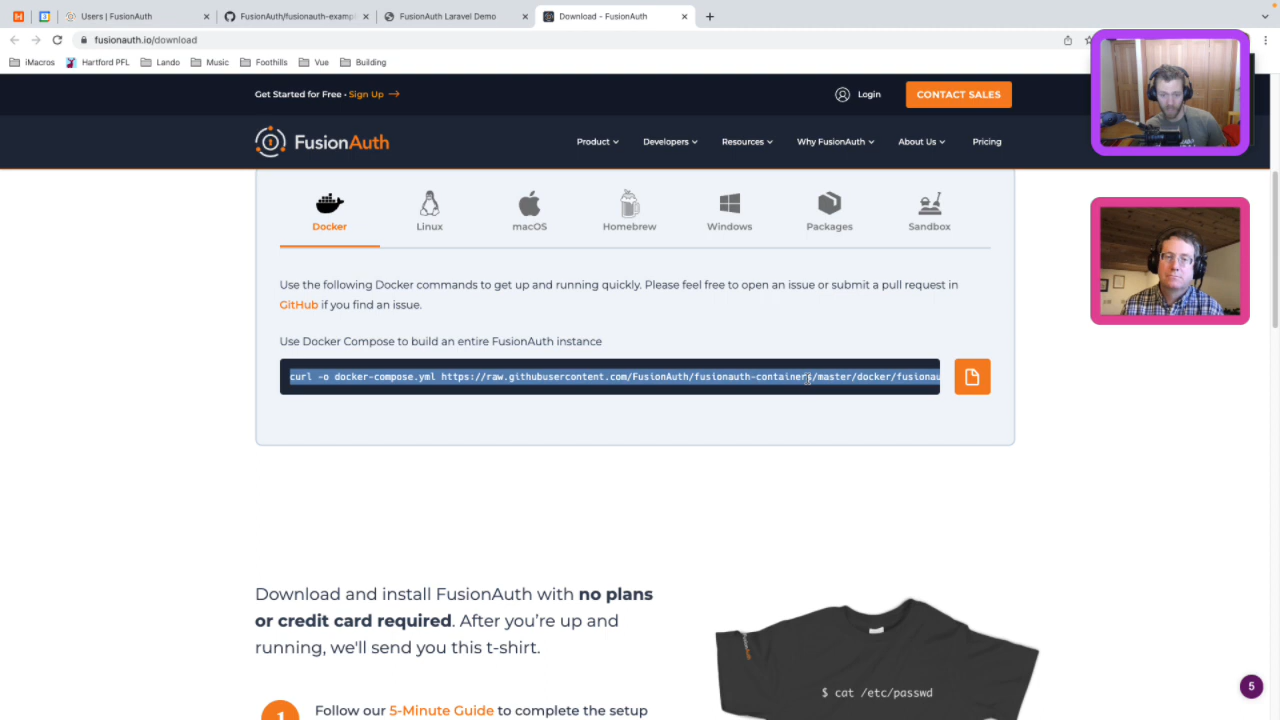 Users | FusionAuth
FusionAuth/fusionauth-exampl
FusionAuth Laravel Demo
Download - FusionAuth
fusionauth.io/download
iMacros
Hartford PFL
Lando
Music
Foothills
Vue
Building
Get Started for Free · Sign Up →
Login
CONTACT SALES
FusionAuth
Product
Developers
Resources
Why FusionAuth
About Us
Pricing
Docker
Linux
macOS
Homebrew
Windows
Packages
Sandbox
Use the following Docker commands to get up and running quickly. Please feel free to open an issue or submit a pull request in
GitHub if you find an issue.
Use Docker Compose to build an entire FusionAuth instance
curl -o docker-compose.yml https://raw.githubusercontent.com/FusionAuth/fusionauth-containers/master/docker/fusionau
Download and install FusionAuth with no plans
or credit card required. After you’re up and
running, we'll send you this t-shirt.
$ cat /etc/passwd
1
Follow our 5-Minute Guide to complete the setup
5